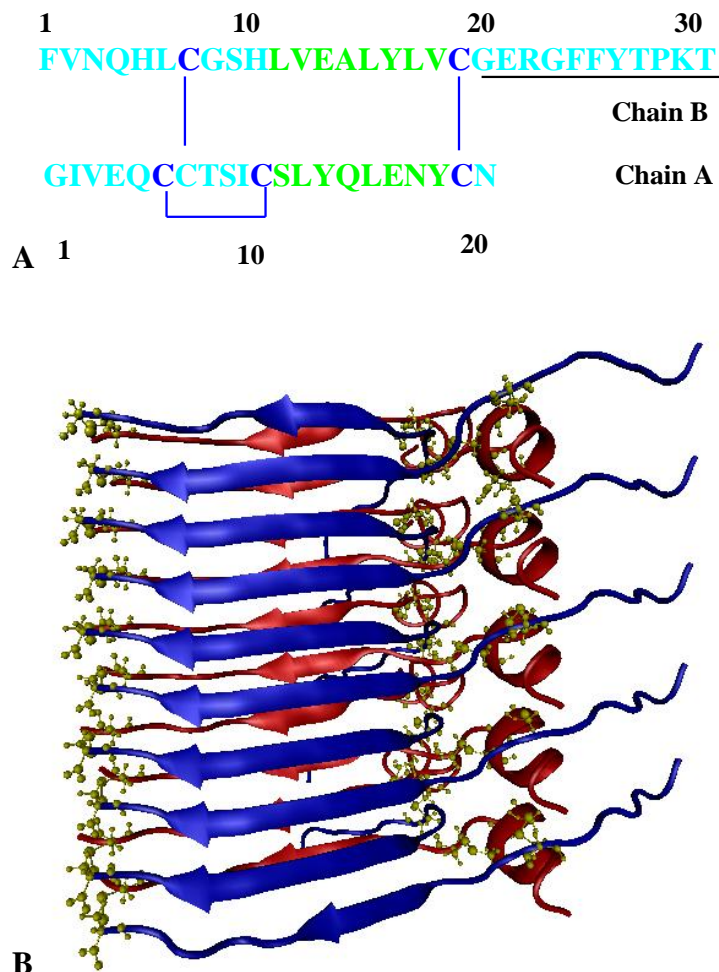 1 10 20 30
FVNQHLCGSHLVEALYLVCGERGFFYTPKT
Chain B
GIVEQCCTSICSLYQLENYCN Chain A
A 1 10 20
B